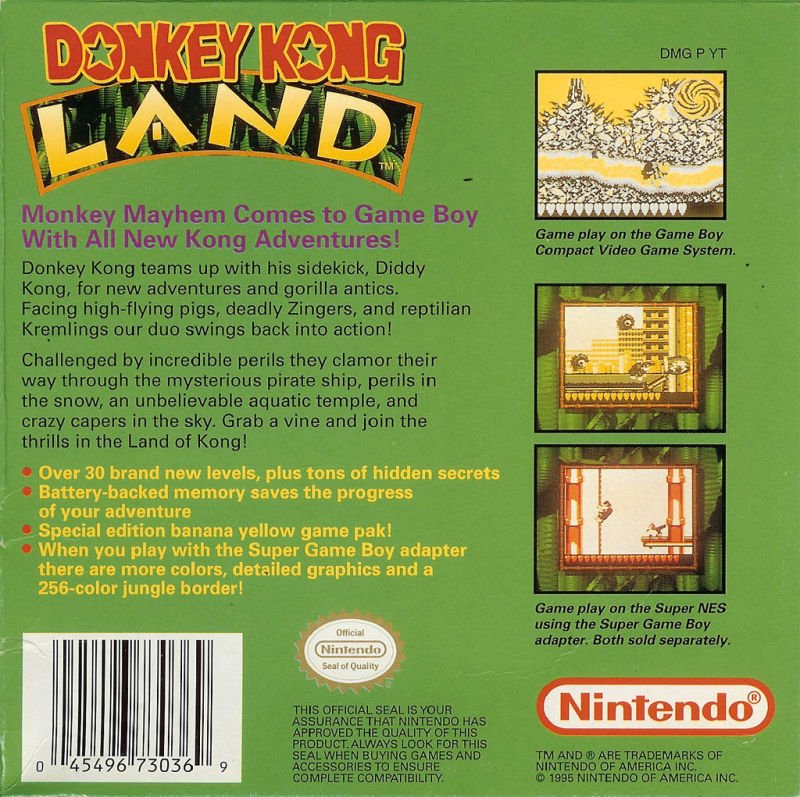 DONKEY KONG
LAND
TM
Monkey Mayhem Comes to Game Boy
With All New Kong Adventures!
Donkey Kong teams up with his sidekick, Diddy
Kong, for new adventures and gorilla antics.
Facing high-flying pigs, deadly Zingers, and reptilian
Kremlings our duo swings back into action!
Challenged by incredible perils they clamor their
way through the mysterious pirate ship, perils in
the snow, an unbelievable aquatic temple, and
crazy capers in the sky. Grab a vine and join the
thrills in the Land of Kong!
• Over 30 brand new levels, plus tons of hidden secrets
• Battery-backed memory saves the progress
of your adventure
• Special edition banana yellow game pak!
• When you play with the Super Game Boy adapter
there are more colors, detailed graphics and a
256-color jungle border!
DMG P YT
Game play on the Game Boy
Compact Video Game System.
Game play on the Super NES
using the Super Game Boy
adapter. Both sold separately.
0 45496 73036 9
Official
Nintendo
Seal of Quality
THIS OFFICIAL SEAL IS YOUR
ASSURANCE THAT NINTENDO HAS
APPROVED THE QUALITY OF THIS
PRODUCT. ALWAYS LOOK FOR THIS
SEAL WHEN BUYING GAMES AND
ACCESSORIES TO ENSURE
COMPLETE COMPATIBILITY.
Nintendo®
TM AND ® ARE TRADEMARKS OF
NINTENDO OF AMERICA INC.
© 1995 NINTENDO OF AMERICA INC.